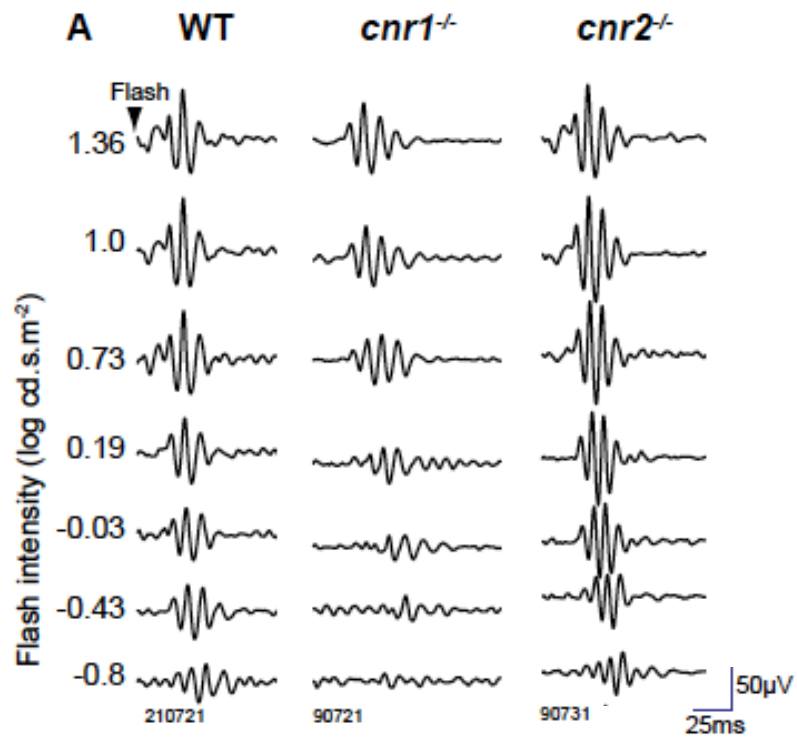 A WT cnr1-/- cnr2-/-
Flash
1.36
1.0
0.73
0.19
-0.03
-0.43
-0.8
Flash intensity (log cd.s.m-2)
210721 90721 90731
50µV
25ms